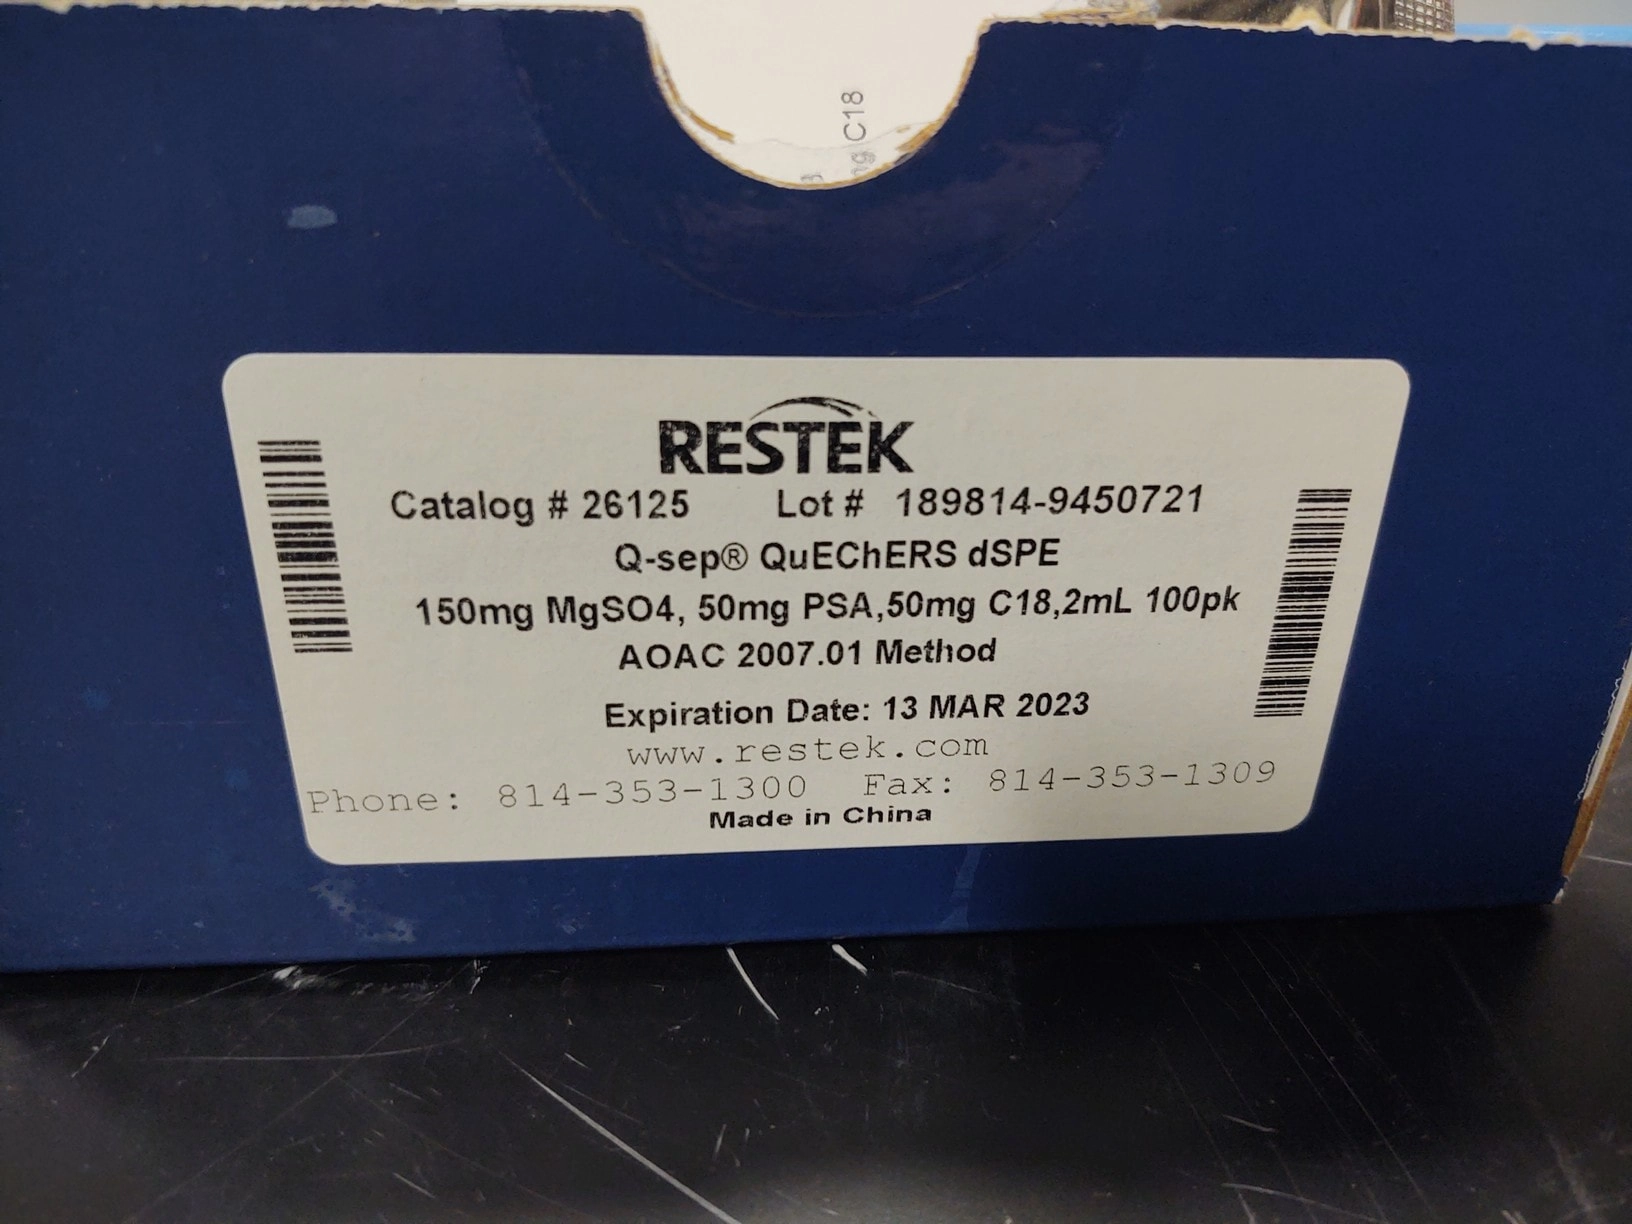 ng C18
RESTEK
Catalog # 26125 Lot # 189814-9450721
Q-sep® QuEChERS dSPE
150mg MgSO4, 50mg PSA,50mg C18,2mL 100pk
AOAC 2007.01 Method
Expiration Date: 13 MAR 2023
www.restek.com
Phone: 814-353-1300 Fax: 814-353-1309
Made in China